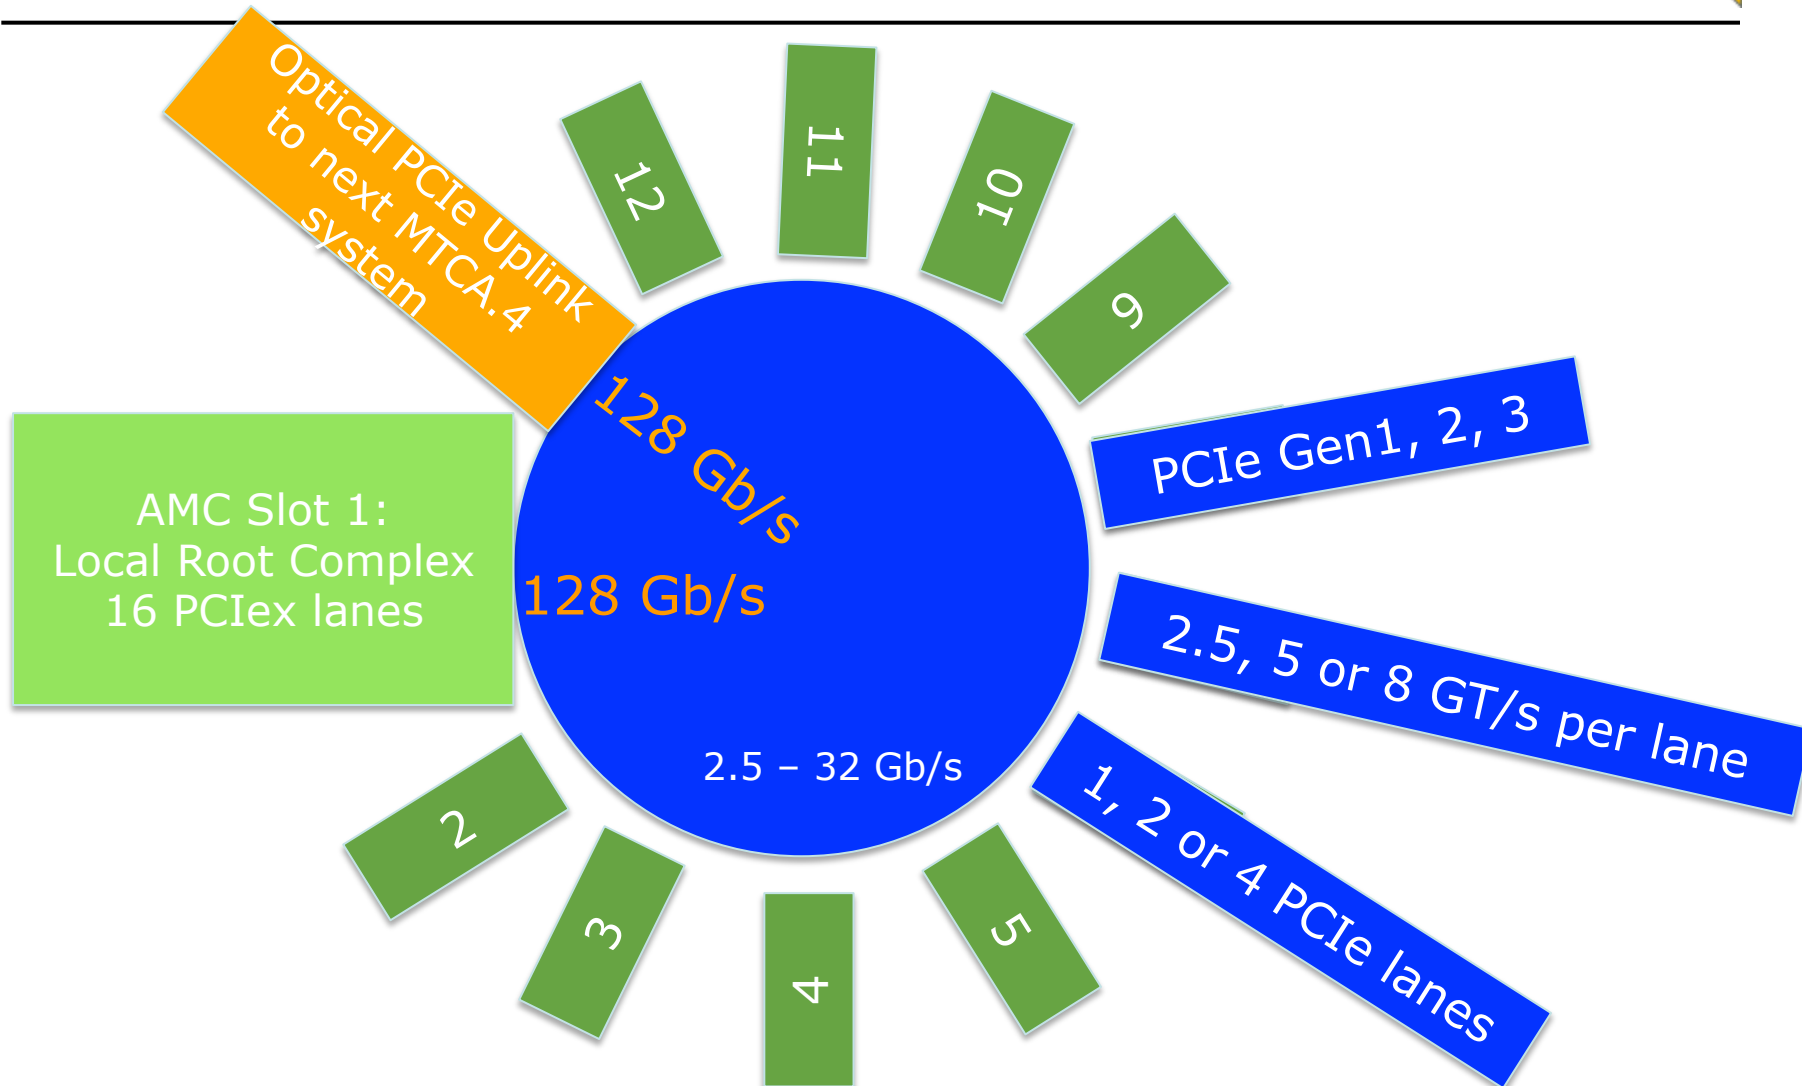 Optical PCIe Uplink
to next MTCA.4
system
12
11
10
9
PCIe Gen1, 2, 3
128 Gb/s
AMC Slot 1:
Local Root Complex
16 PCIex lanes
128 Gb/s
2.5, 5 or 8 GT/s per lane
2.5 – 32 Gb/s
1, 2 or 4 PCIe lanes
2
3
4
5